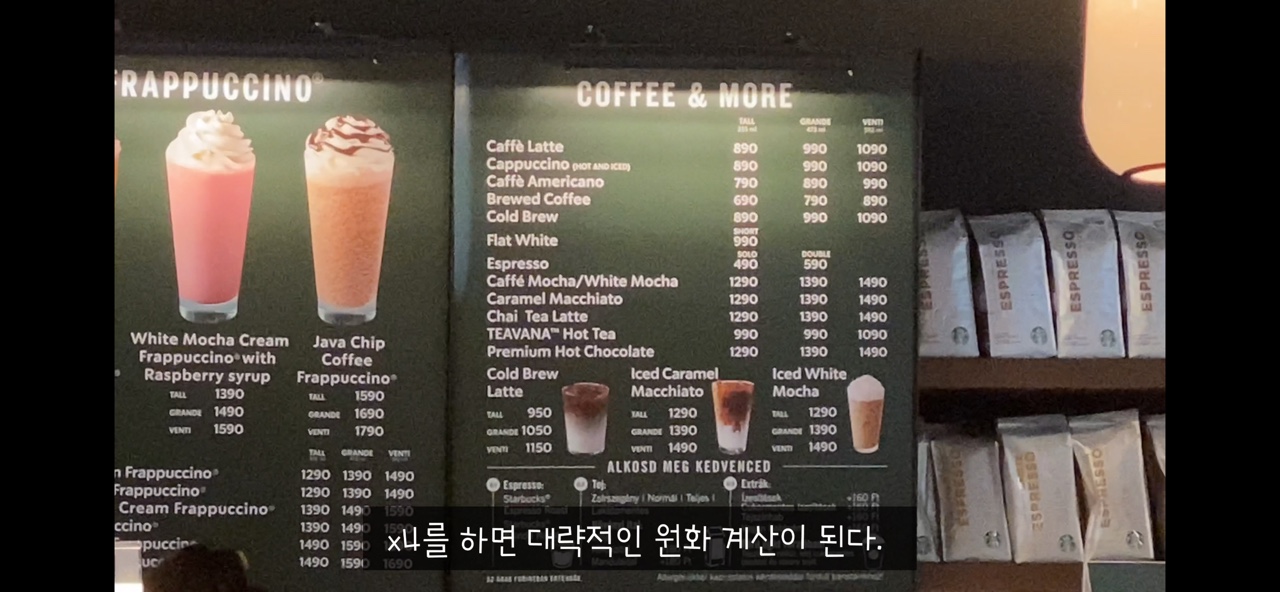 FRAPPUCCINO®
White Mocha Cream
Frappuccino® with
Raspberry syrup
TALL 1390
GRANDE 1490
VENTI 1590
Java Chip
Coffee
Frappuccino®
TALL 1590
GRANDE 1690
VENTI 1790
TALL GRANDE VENTI
Frappuccino® 1290 1390 1490
Frappuccino® 1290 1390 1490
Cream Frappuccino® 1390 1490
1390 1490
1490 1590
1490 1590 1690
COFFEE & MORE
TALL GRANDE VENTI
Caffè Latte 890 990 1090
Cappuccino (HOT AND ICED) 890 990 1090
Caffè Americano 790 890 990
Brewed Coffee 690 790 890
Cold Brew 890 990 1090
SHORT
Flat White 990
SOLO DOUBLE
Espresso 490 590
Caffé Mocha/White Mocha 1290 1390 1490
Caramel Macchiato 1290 1390 1490
Chai Tea Latte 1290 1390 1490
TEAVANA™ Hot Tea 990 990 1090
Premium Hot Chocolate 1290 1390 1490
Cold Brew
Latte
TALL 950
GRANDE 1050
VENTI 1150
Iced Caramel
Macchiato
TALL 1290
GRANDE 1390
VENTI 1490
Iced White
Mocha
TALL 1290
GRANDE 1390
VENTI 1490
ALKOSD MEG KEDVENCED
Espresso:
Starbucks®
Tej:
Zsírszegény | Normál | Teljes |
Extrák:
Ízesítések +160 Ft
x4를 하면 대략적인 원화 계산이 된다.
ESPRESSO
ESPRESSO
ESPRESSO
ESPRESSO